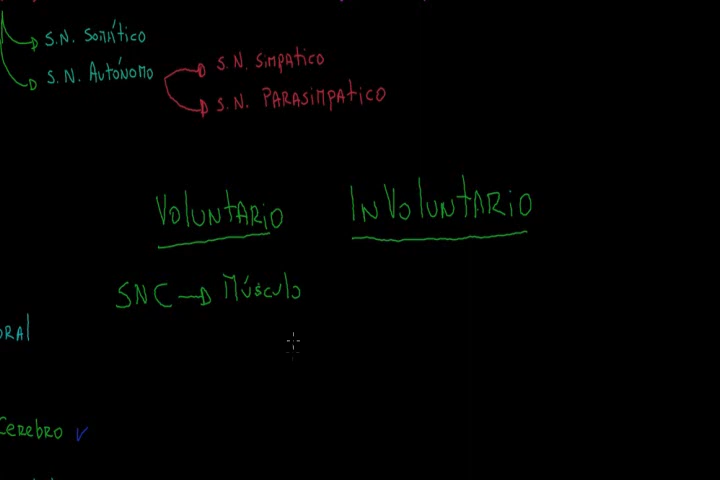 S.N. Somático
S.N. Autónomo
S.N. Simpatico
S.N. Parasimpatico
Voluntario
Involuntario
SNC → Músculo
oral
Cerebro ✓